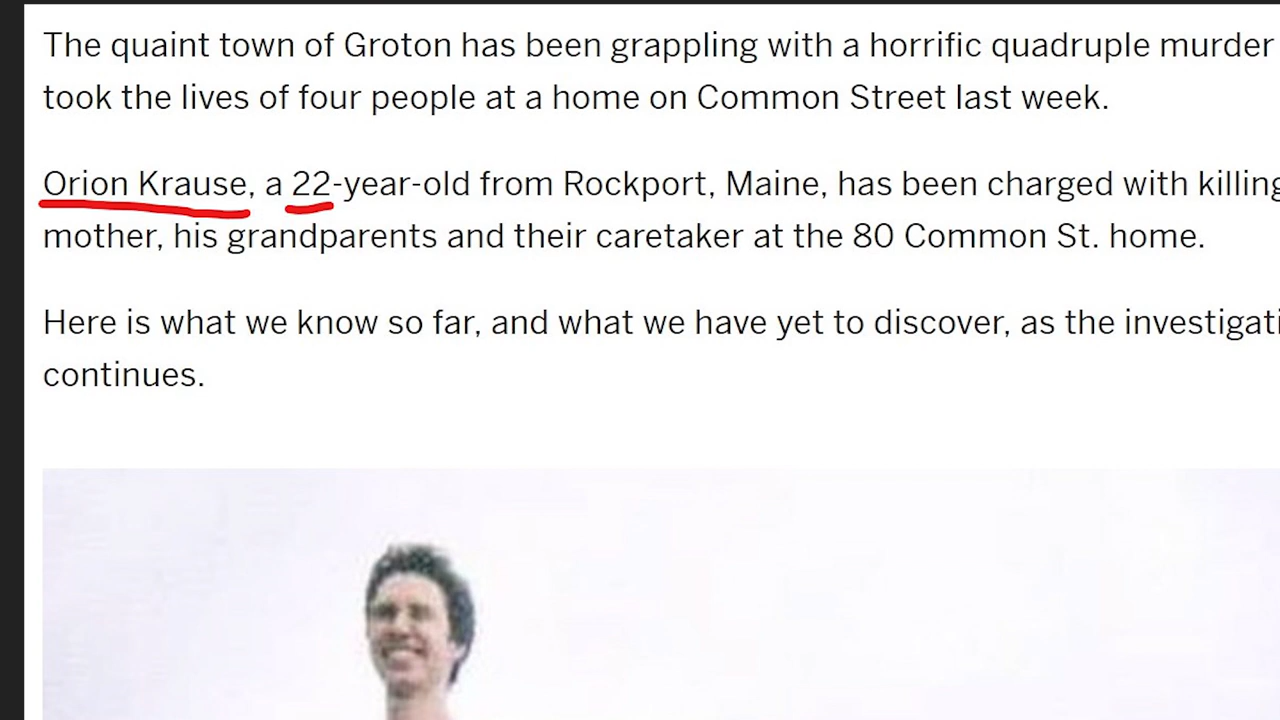 The quaint town of Groton has been grappling with a horrific quadruple murder
took the lives of four people at a home on Common Street last week.
Orion Krause, a 22-year-old from Rockport, Maine, has been charged with killing
mother, his grandparents and their caretaker at the 80 Common St. home.
Here is what we know so far, and what we have yet to discover, as the investigati
continues.